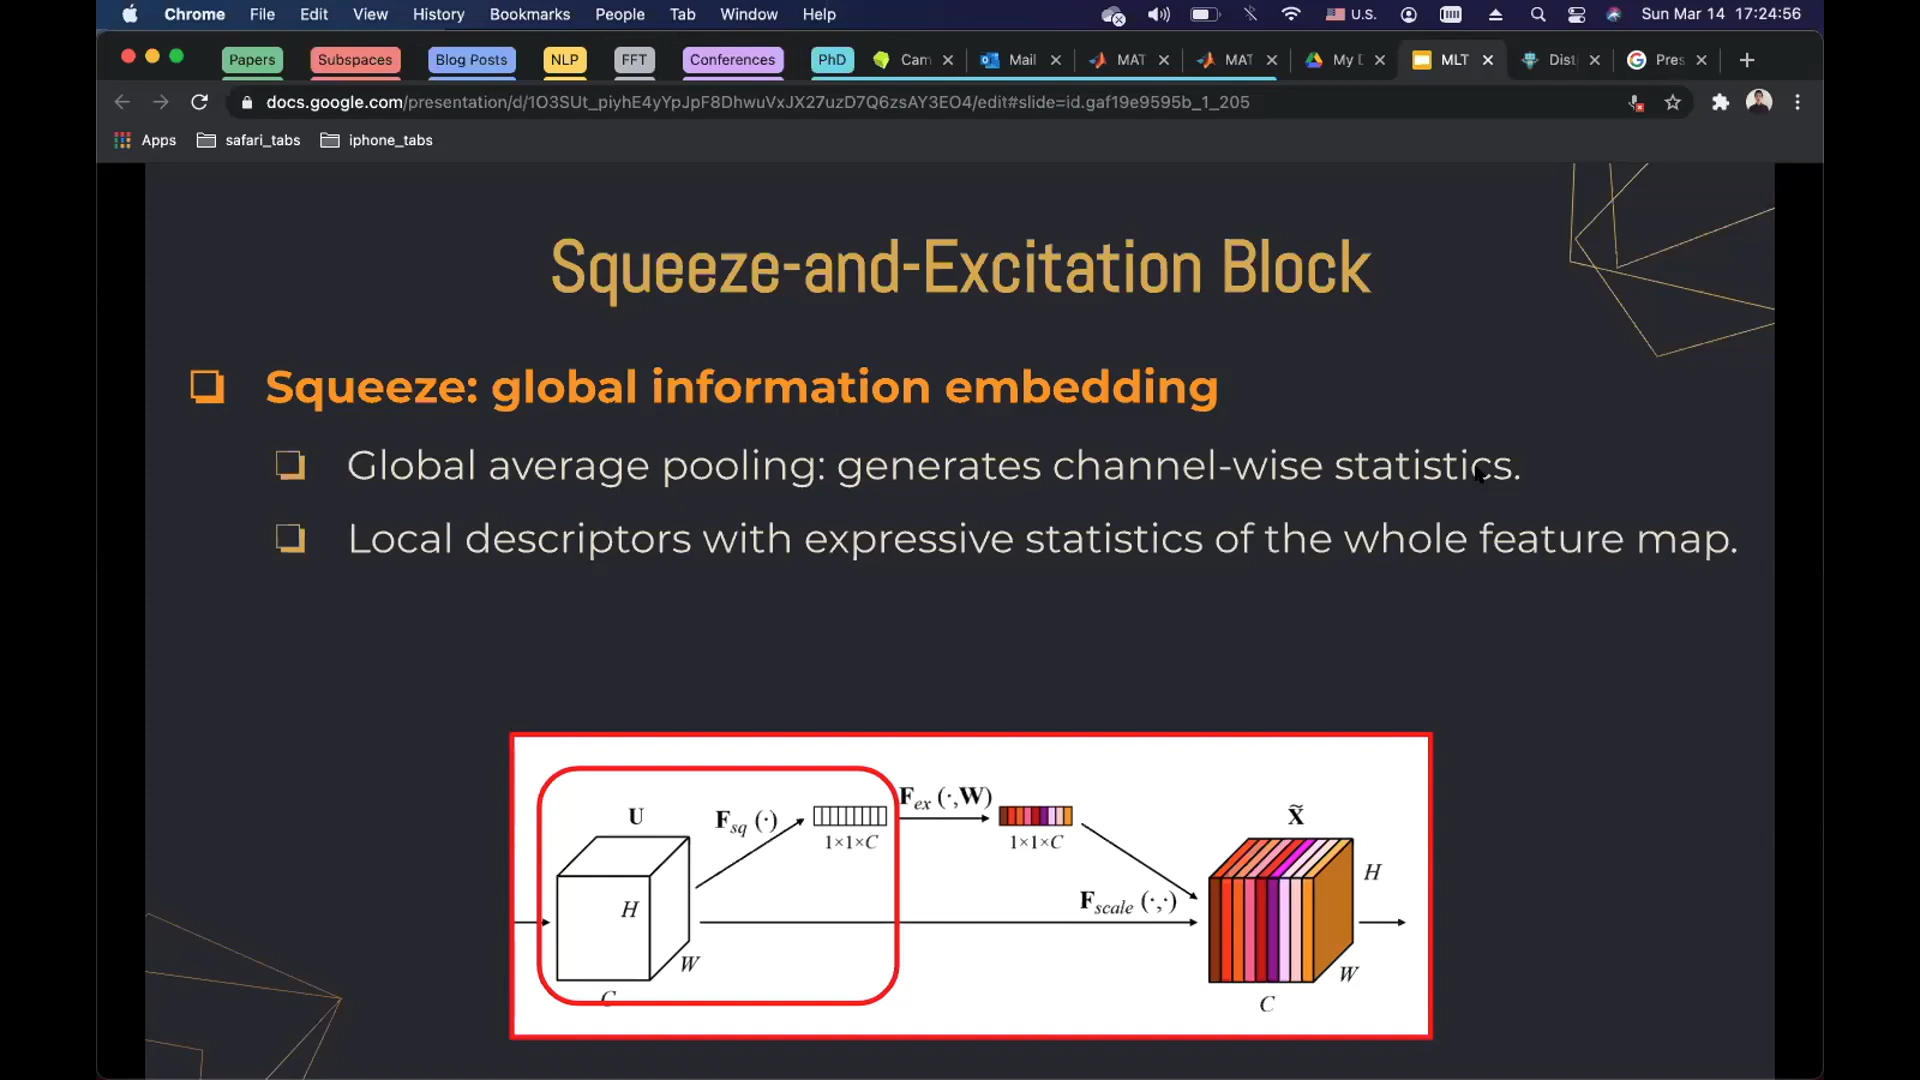 Chrome File Edit View History Bookmarks People Tab Window Help U.S. Sun Mar 14 17:24:56
Papers Subspaces Blog Posts NLP FFT Conferences PhD Cam Mail MAT MAT My D MLT Dist Pres
docs.google.com/presentation/d/1O3SUt_piyhE4yYpJpF8DhwuVxJX27uzD7Q6zsAY3EO4/edit#slide=id.gaf19e9595b_1_205
Apps safari_tabs iphone_tabs
Squeeze-and-Excitation Block
Squeeze: global information embedding
Global average pooling: generates channel-wise statistics.
Local descriptors with expressive statistics of the whole feature map.
U
F_sq (·)
1×1×C
F_ex (·,W)
1×1×C
F_scale (·,·)
X̃
H
W
C
H
W
C